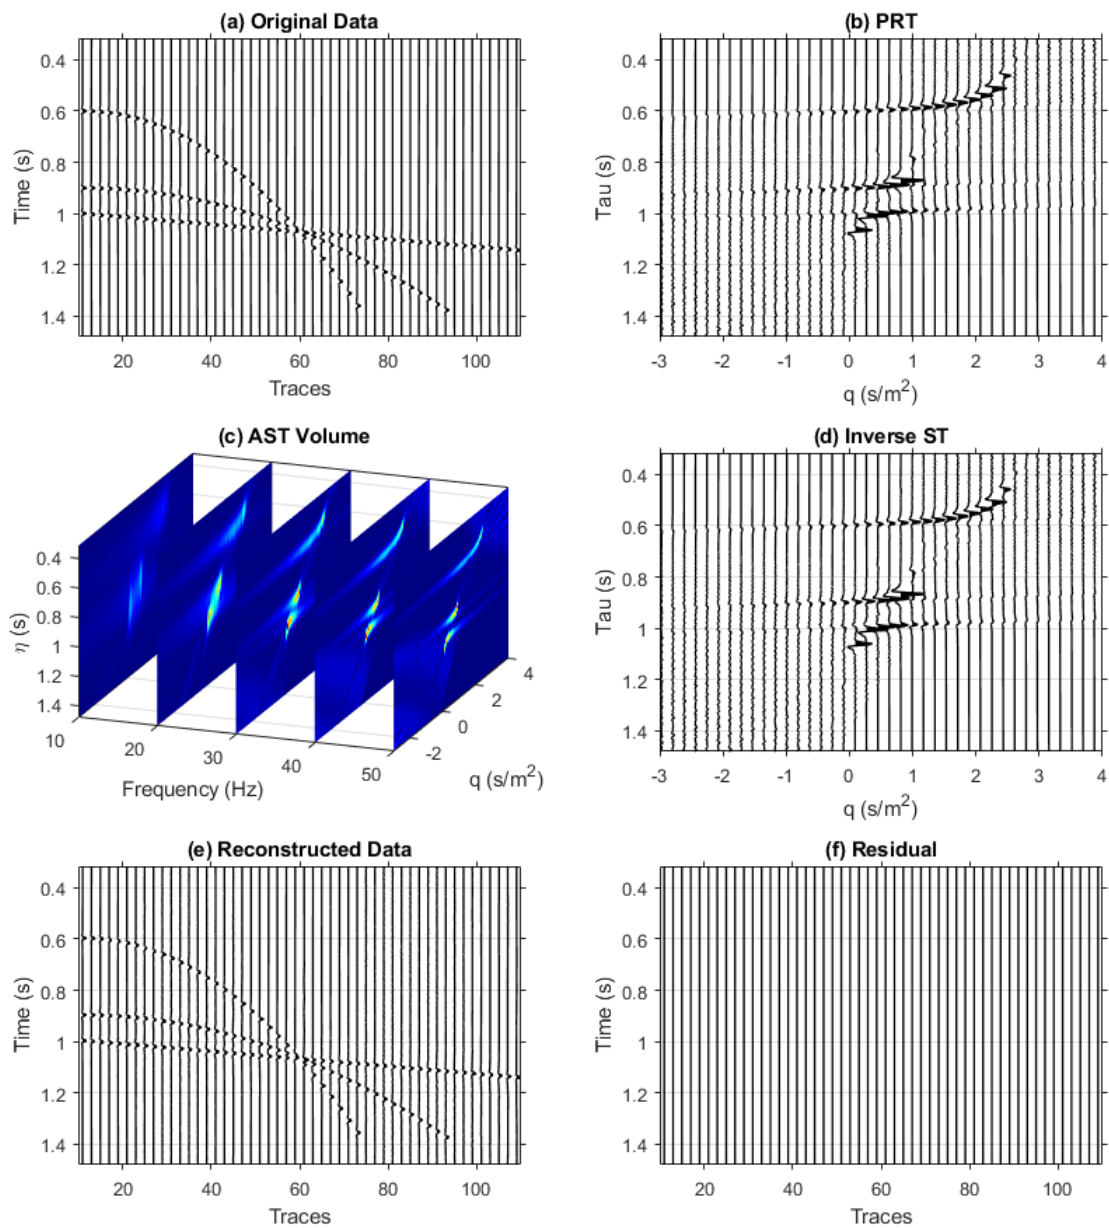 (a) Original Data
0.4
0.6
0.8
1
1.2
1.4
Time (s)
20 40 60 80 100
Traces
(b) PRT
0.4
0.6
0.8
1
1.2
1.4
Tau (s)
-3 -2 -1 0 1 2 3 4
q (s/m²)
(c) AST Volume
0.4
0.6
0.8
1
1.2
1.4
η (s)
10 20 30 40 50
Frequency (Hz)
-2 0 2 4
q (s/m²)
(d) Inverse ST
0.4
0.6
0.8
1
1.2
1.4
Tau (s)
-3 -2 -1 0 1 2 3 4
q (s/m²)
(e) Reconstructed Data
0.4
0.6
0.8
1
1.2
1.4
Time (s)
20 40 60 80 100
Traces
(f) Residual
0.4
0.6
0.8
1
1.2
1.4
Time (s)
20 40 60 80 100
Traces